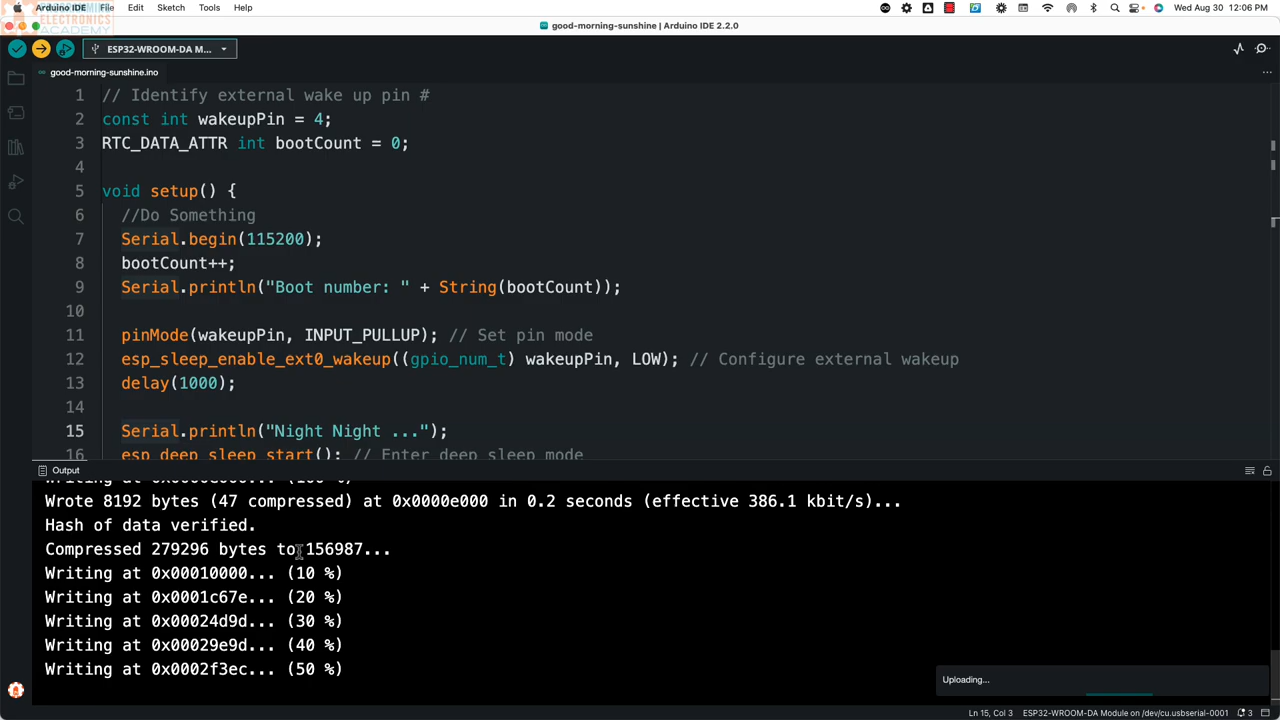 PROGRAMMING
ELECTRONICS
ACADEMY
Arduino IDE File Edit Sketch Tools Help
Wed Aug 30 12:06 PM
good-morning-sunshine | Arduino IDE 2.2.0
ESP32-WROOM-DA M...
good-morning-sunshine.ino
1 // Identify external wake up pin #
2 const int wakeupPin = 4;
3 RTC_DATA_ATTR int bootCount = 0;
4
5 void setup() {
6 //Do Something
7 Serial.begin(115200);
8 bootCount++;
9 Serial.println("Boot number: " + String(bootCount));
10
11 pinMode(wakeupPin, INPUT_PULLUP); // Set pin mode
12 esp_sleep_enable_ext0_wakeup((gpio_num_t) wakeupPin, LOW); // Configure external wakeup
13 delay(1000);
14
15 Serial.println("Night Night ...");
16 esp_deep_sleep_start(); // Enter deep sleep mode
Output
Writing at 0x0000e000... (100 %)
Wrote 8192 bytes (47 compressed) at 0x0000e000 in 0.2 seconds (effective 386.1 kbit/s)...
Hash of data verified.
Compressed 279296 bytes to 156987...
Writing at 0x00010000... (10 %)
Writing at 0x0001c67e... (20 %)
Writing at 0x00024d9d... (30 %)
Writing at 0x00029e9d... (40 %)
Writing at 0x0002f3ec... (50 %)
Uploading...
Ln 15, Col 3 ESP32-WROOM-DA Module on /dev/cu.usbserial-0001 3